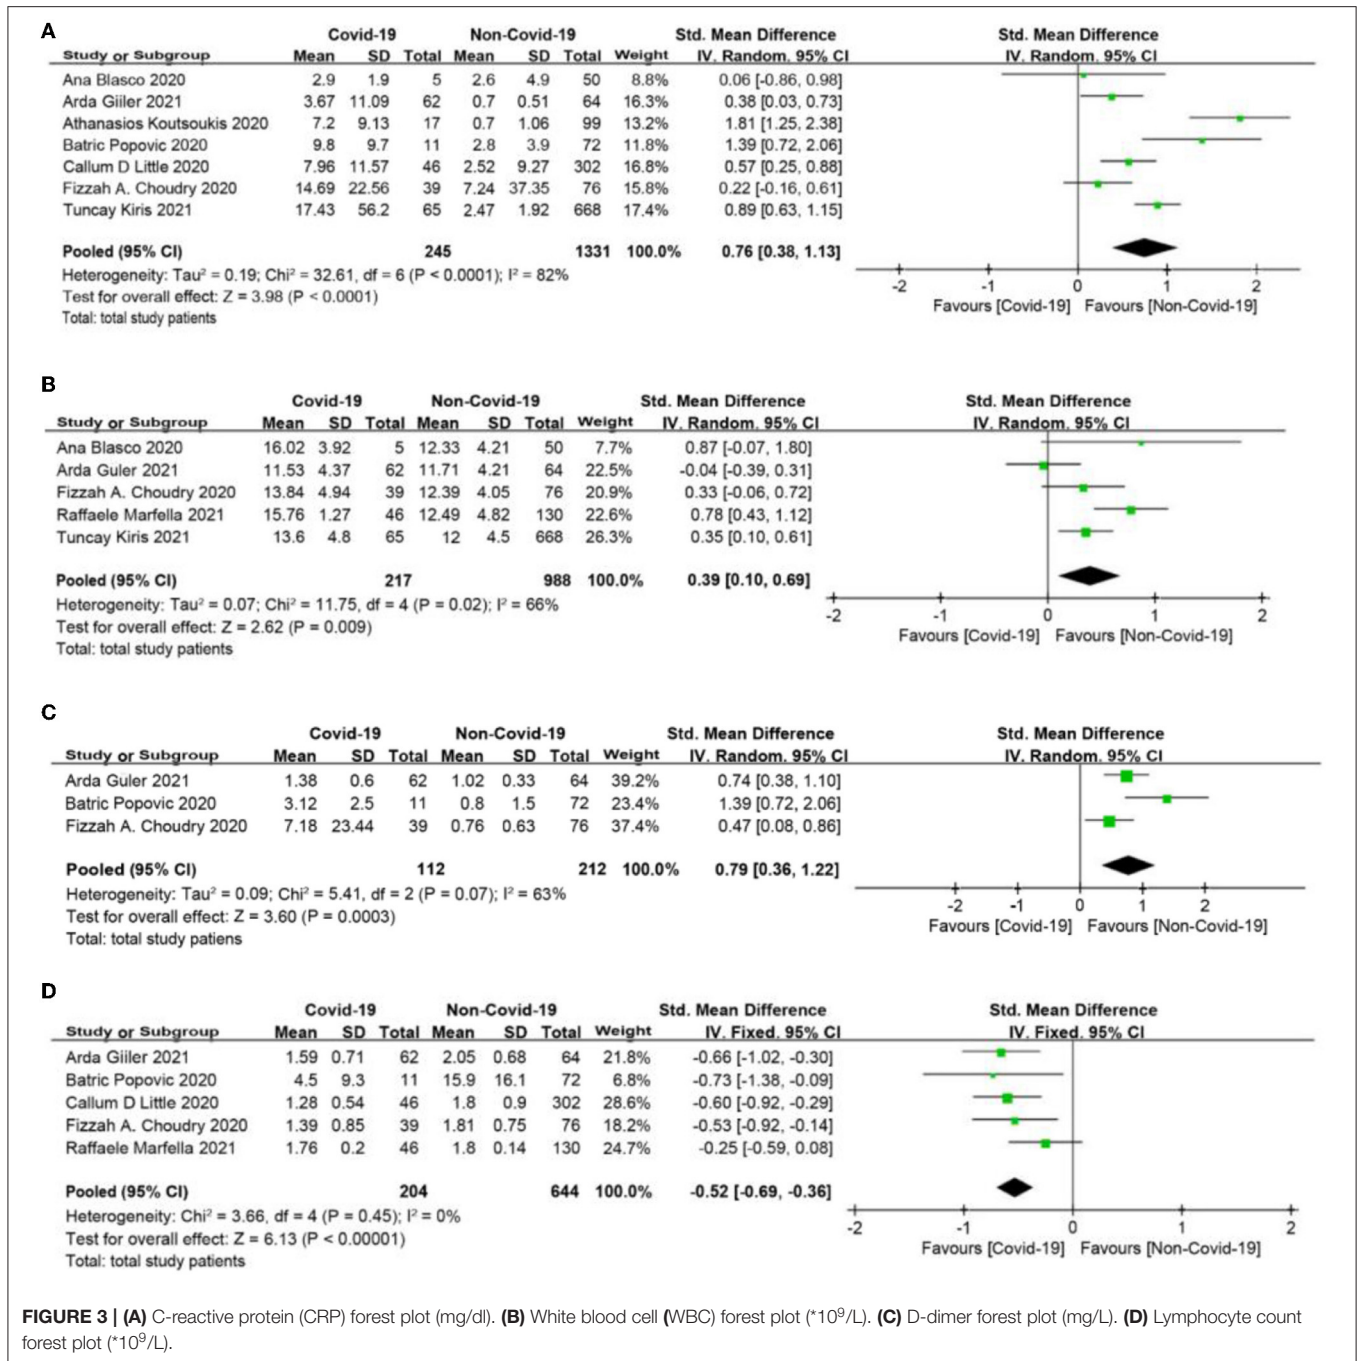 A
Covid-19 Non-Covid-19 Std. Mean Difference Std. Mean Difference
Study or Subgroup Mean SD Total Mean SD Total Weight IV. Random. 95% CI IV. Random. 95% CI
Ana Blasco 2020 2.9 1.9 5 2.6 4.9 50 8.8% 0.06 [-0.86, 0.98]
Arda Giiler 2021 3.67 11.09 62 0.7 0.51 64 16.3% 0.38 [0.03, 0.73]
Athanasios Koutsoukis 2020 7.2 9.13 17 0.7 1.06 99 13.2% 1.81 [1.25, 2.38]
Batric Popovic 2020 9.8 9.7 11 2.8 3.9 72 11.8% 1.39 [0.72, 2.06]
Callum D Little 2020 7.96 11.57 46 2.52 9.27 302 16.8% 0.57 [0.25, 0.88]
Fizzah A. Choudry 2020 14.69 22.56 39 7.24 37.35 76 15.8% 0.22 [-0.16, 0.61]
Tuncay Kiris 2021 17.43 56.2 65 2.47 1.92 668 17.4% 0.89 [0.63, 1.15]
Pooled (95% CI) 245 1331 100.0% 0.76 [0.38, 1.13]
Heterogeneity: Tau² = 0.19; Chi² = 32.61, df = 6 (P < 0.0001); I² = 82%
Test for overall effect: Z = 3.98 (P < 0.0001)
Total: total study patients
-2 -1 0 1 2
Favours [Covid-19] Favours [Non-Covid-19]
B
Covid-19 Non-Covid-19 Std. Mean Difference Std. Mean Difference
Study or Subgroup Mean SD Total Mean SD Total Weight IV. Random. 95% CI IV. Random. 95% CI
Ana Blasco 2020 16.02 3.92 5 12.33 4.21 50 7.7% 0.87 [-0.07, 1.80]
Arda Guler 2021 11.53 4.37 62 11.71 4.21 64 22.5% -0.04 [-0.39, 0.31]
Fizzah A. Choudry 2020 13.84 4.94 39 12.39 4.05 76 20.9% 0.33 [-0.06, 0.72]
Raffaele Marfella 2021 15.76 1.27 46 12.49 4.82 130 22.6% 0.78 [0.43, 1.12]
Tuncay Kiris 2021 13.6 4.8 65 12 4.5 668 26.3% 0.35 [0.10, 0.61]
Pooled (95% CI) 217 988 100.0% 0.39 [0.10, 0.69]
Heterogeneity: Tau² = 0.07; Chi² = 11.75, df = 4 (P = 0.02); I² = 66%
Test for overall effect: Z = 2.62 (P = 0.009)
Total: total study patients
-2 -1 0 1 2
Favours [Covid-19] Favours [Non-Covid-19]
C
Covid-19 Non-Covid-19 Std. Mean Difference Std. Mean Difference
Study or Subgroup Mean SD Total Mean SD Total Weight IV. Random. 95% CI IV. Random. 95% CI
Arda Guler 2021 1.38 0.6 62 1.02 0.33 64 39.2% 0.74 [0.38, 1.10]
Batric Popovic 2020 3.12 2.5 11 0.8 1.5 72 23.4% 1.39 [0.72, 2.06]
Fizzah A. Choudry 2020 7.18 23.44 39 0.76 0.63 76 37.4% 0.47 [0.08, 0.86]
Pooled (95% CI) 112 212 100.0% 0.79 [0.36, 1.22]
Heterogeneity: Tau² = 0.09; Chi² = 5.41, df = 2 (P = 0.07); I² = 63%
Test for overall effect: Z = 3.60 (P = 0.0003)
Total: total study patiens
-2 -1 0 1 2
Favours [Covid-19] Favours [Non-Covid-19]
D
Covid-19 Non-Covid-19 Std. Mean Difference Std. Mean Difference
Study or Subgroup Mean SD Total Mean SD Total Weight IV. Fixed. 95% CI IV. Fixed. 95% CI
Arda Giiler 2021 1.59 0.71 62 2.05 0.68 64 21.8% -0.66 [-1.02, -0.30]
Batric Popovic 2020 4.5 9.3 11 15.9 16.1 72 6.8% -0.73 [-1.38, -0.09]
Callum D Little 2020 1.28 0.54 46 1.8 0.9 302 28.6% -0.60 [-0.92, -0.29]
Fizzah A. Choudry 2020 1.39 0.85 39 1.81 0.75 76 18.2% -0.53 [-0.92, -0.14]
Raffaele Marfella 2021 1.76 0.2 46 1.8 0.14 130 24.7% -0.25 [-0.59, 0.08]
Pooled (95% CI) 204 644 100.0% -0.52 [-0.69, -0.36]
Heterogeneity: Chi² = 3.66, df = 4 (P = 0.45); I² = 0%
Test for overall effect: Z = 6.13 (P < 0.00001)
Total: total study patients
-2 -1 0 1 2
Favours [Covid-19] Favours [Non-Covid-19]
FIGURE 3 | (A) C-reactive protein (CRP) forest plot (mg/dl). (B) White blood cell (WBC) forest plot (*10⁹/L). (C) D-dimer forest plot (mg/L). (D) Lymphocyte count
forest plot (*10⁹/L).